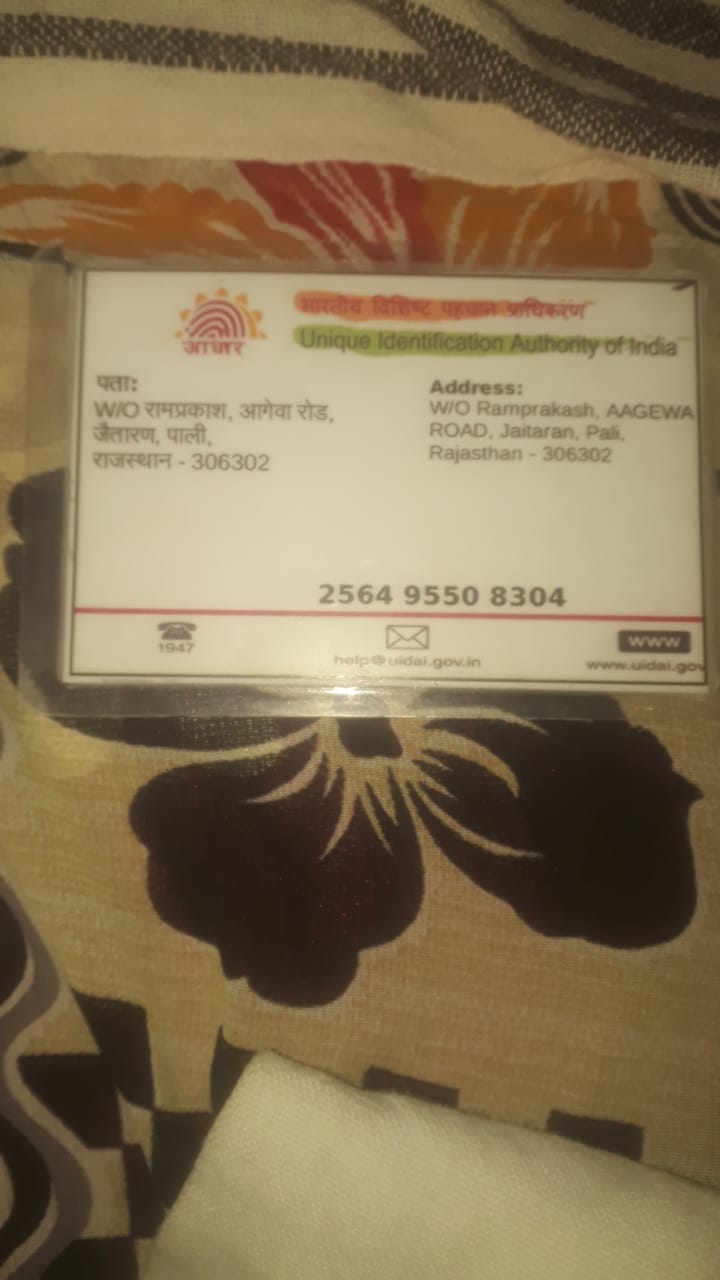 आधार
भारतीय विशिष्ट पहचान प्राधिकरण
Unique Identification Authority of India
पता:
W/O रामप्रकाश, आगेवा रोड,
जैतारण, पाली,
राजस्थान - 306302
Address:
W/O Ramprakash, AAGEWA
ROAD, Jaitaran, Pali,
Rajasthan - 306302
2564 9550 8304
1947
help@uidai.gov.in
www
www.uidai.gov